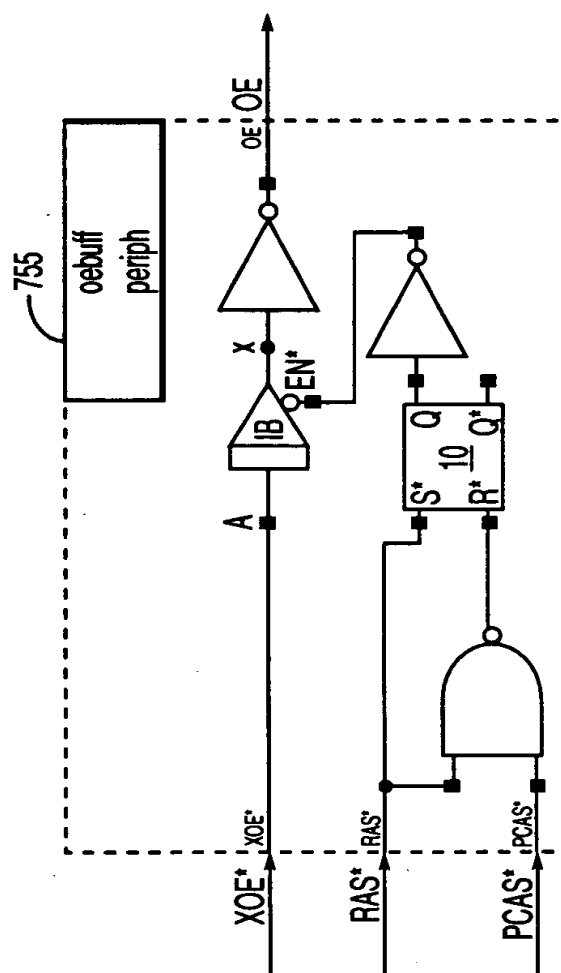 755
oebuff
periph
XOE*
XOE*
A
IB
EN*
X
OE
OE
RAS*
RAS*
S*
Q
10
R*
Q*
PCAS*
PCAS*